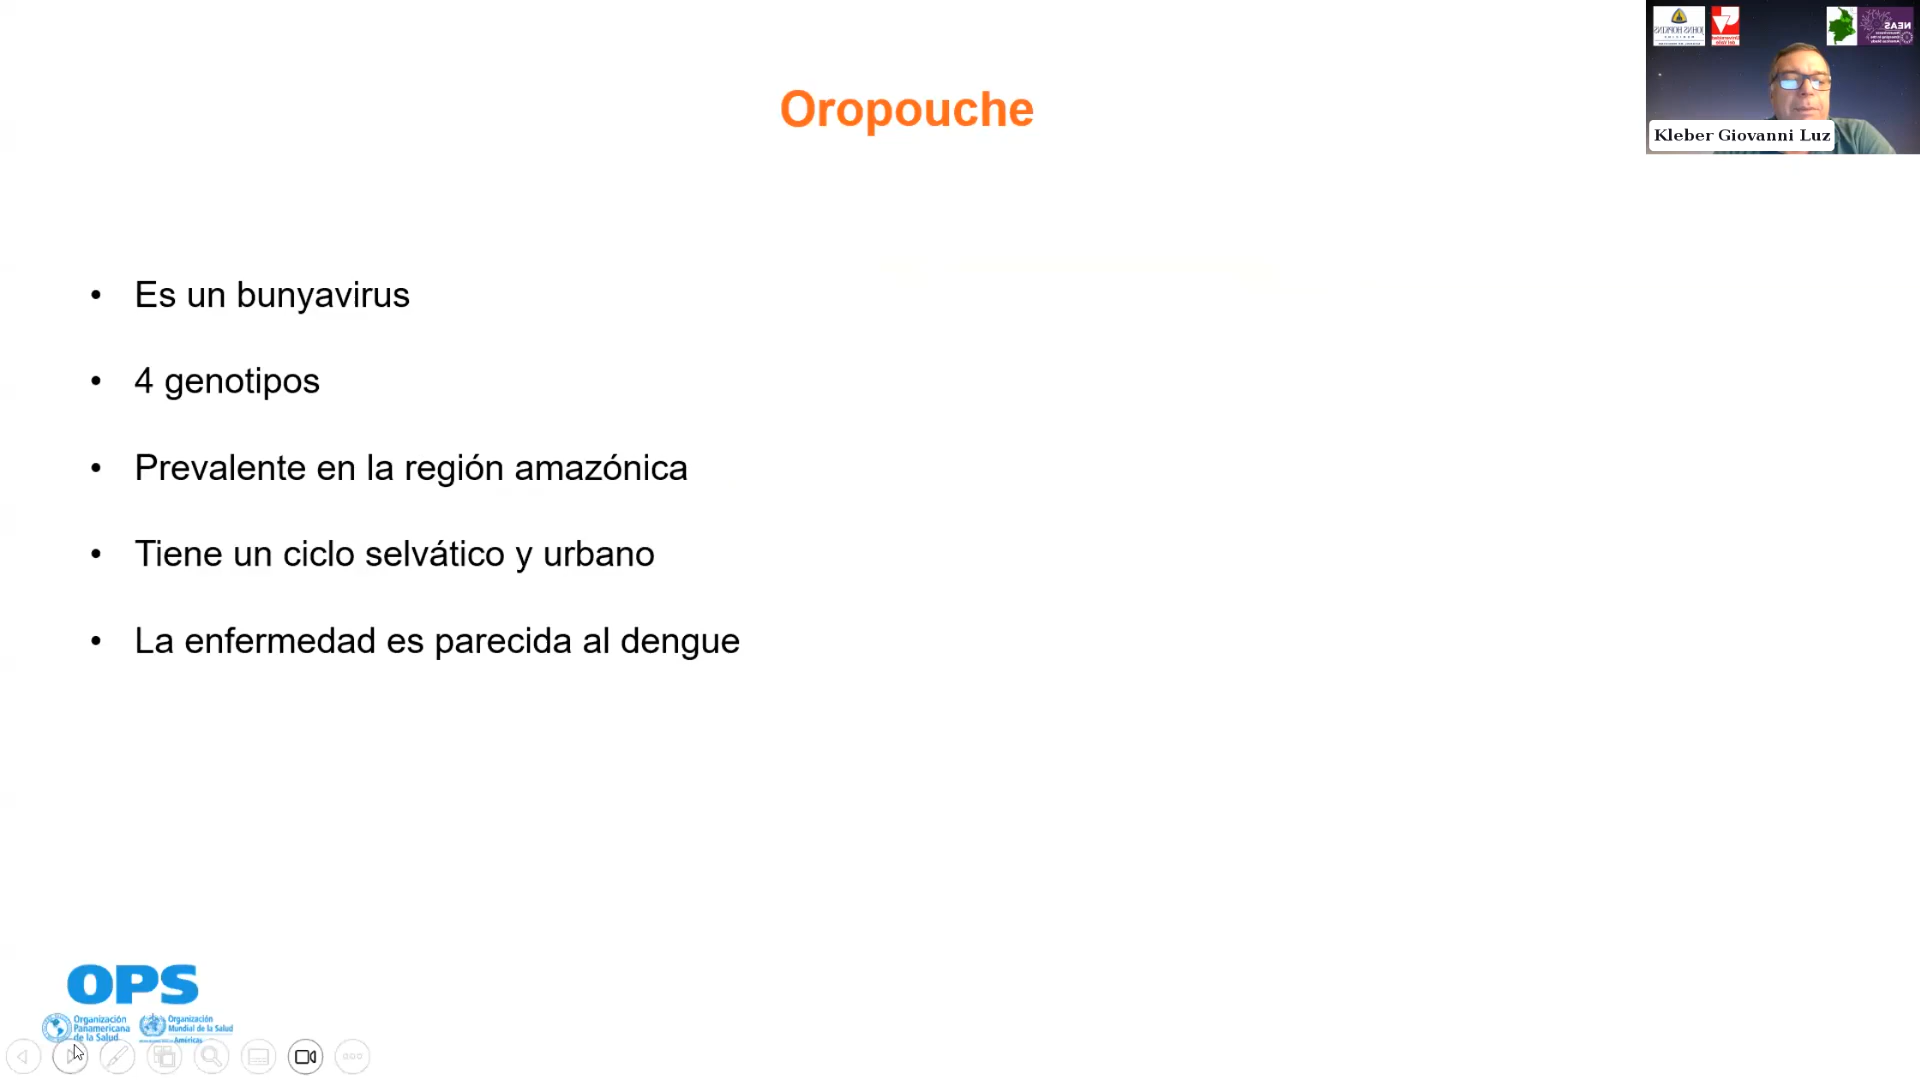 Oropouche
Kleber Giovanni Luz
• Es un bunyavirus
• 4 genotipos
• Prevalente en la región amazónica
• Tiene un ciclo selvático y urbano
• La enfermedad es parecida al dengue
OPS
Organización
Panamericana
de la Salud
Organización
Mundial de la Salud
Américas